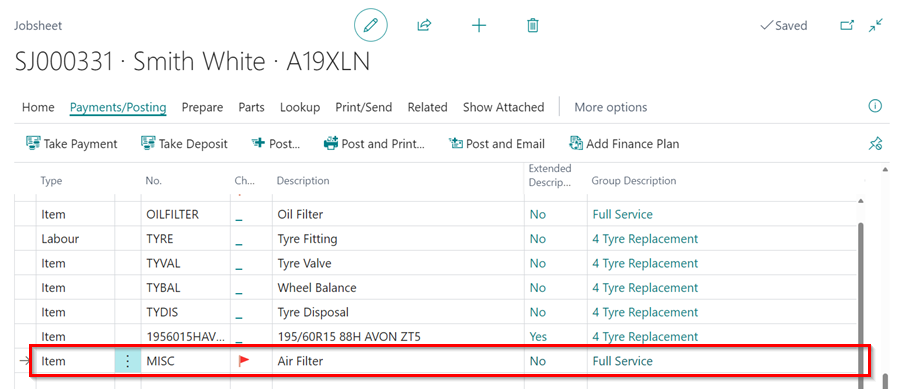 Jobsheet
Saved
SJ000331 · Smith White · A19XLN
Home Payments/Posting Prepare Parts Lookup Print/Send Related Show Attached More options
Take Payment Take Deposit Post... Post and Print... Post and Email Add Finance Plan
Type No. Ch... Description Extended Descrip... Group Description
Item OILFILTER _ Oil Filter No Full Service
Labour TYRE _ Tyre Fitting No 4 Tyre Replacement
Item TYVAL _ Tyre Valve No 4 Tyre Replacement
Item TYBAL _ Wheel Balance No 4 Tyre Replacement
Item TYDIS _ Tyre Disposal No 4 Tyre Replacement
Item 1956015HAV... _ 195/60R15 88H AVON ZT5 Yes 4 Tyre Replacement
Item MISC Air Filter No Full Service